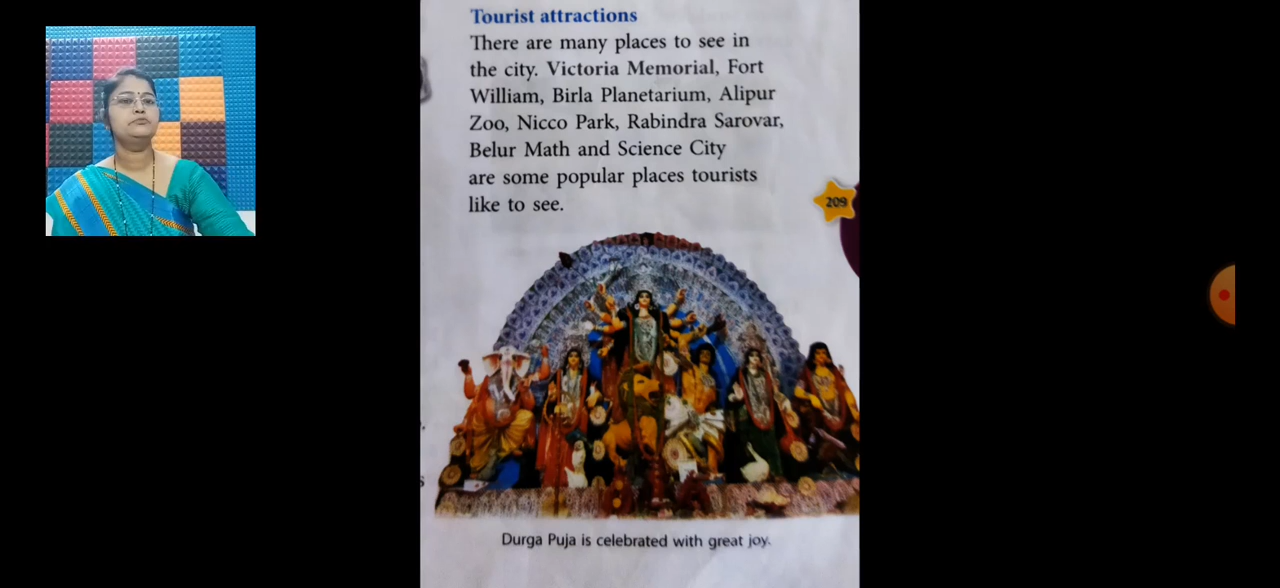 Tourist attractions
There are many places to see in
the city. Victoria Memorial, Fort
William, Birla Planetarium, Alipur
Zoo, Nicco Park, Rabindra Sarovar,
Belur Math and Science City
are some popular places tourists
like to see.
209
Durga Puja is celebrated with great joy.